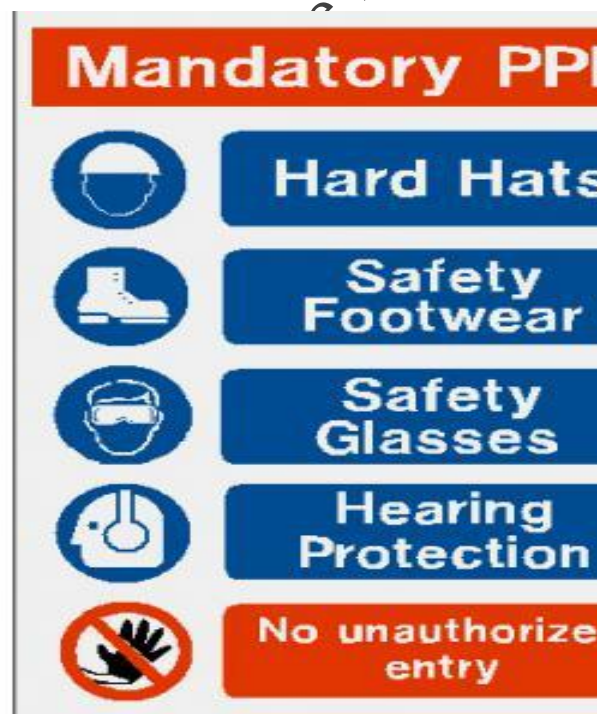 Mandatory PP
Hard Hats
Safety
Footwear
Safety
Glasses
Hearing
Protection
No unauthorize
entry